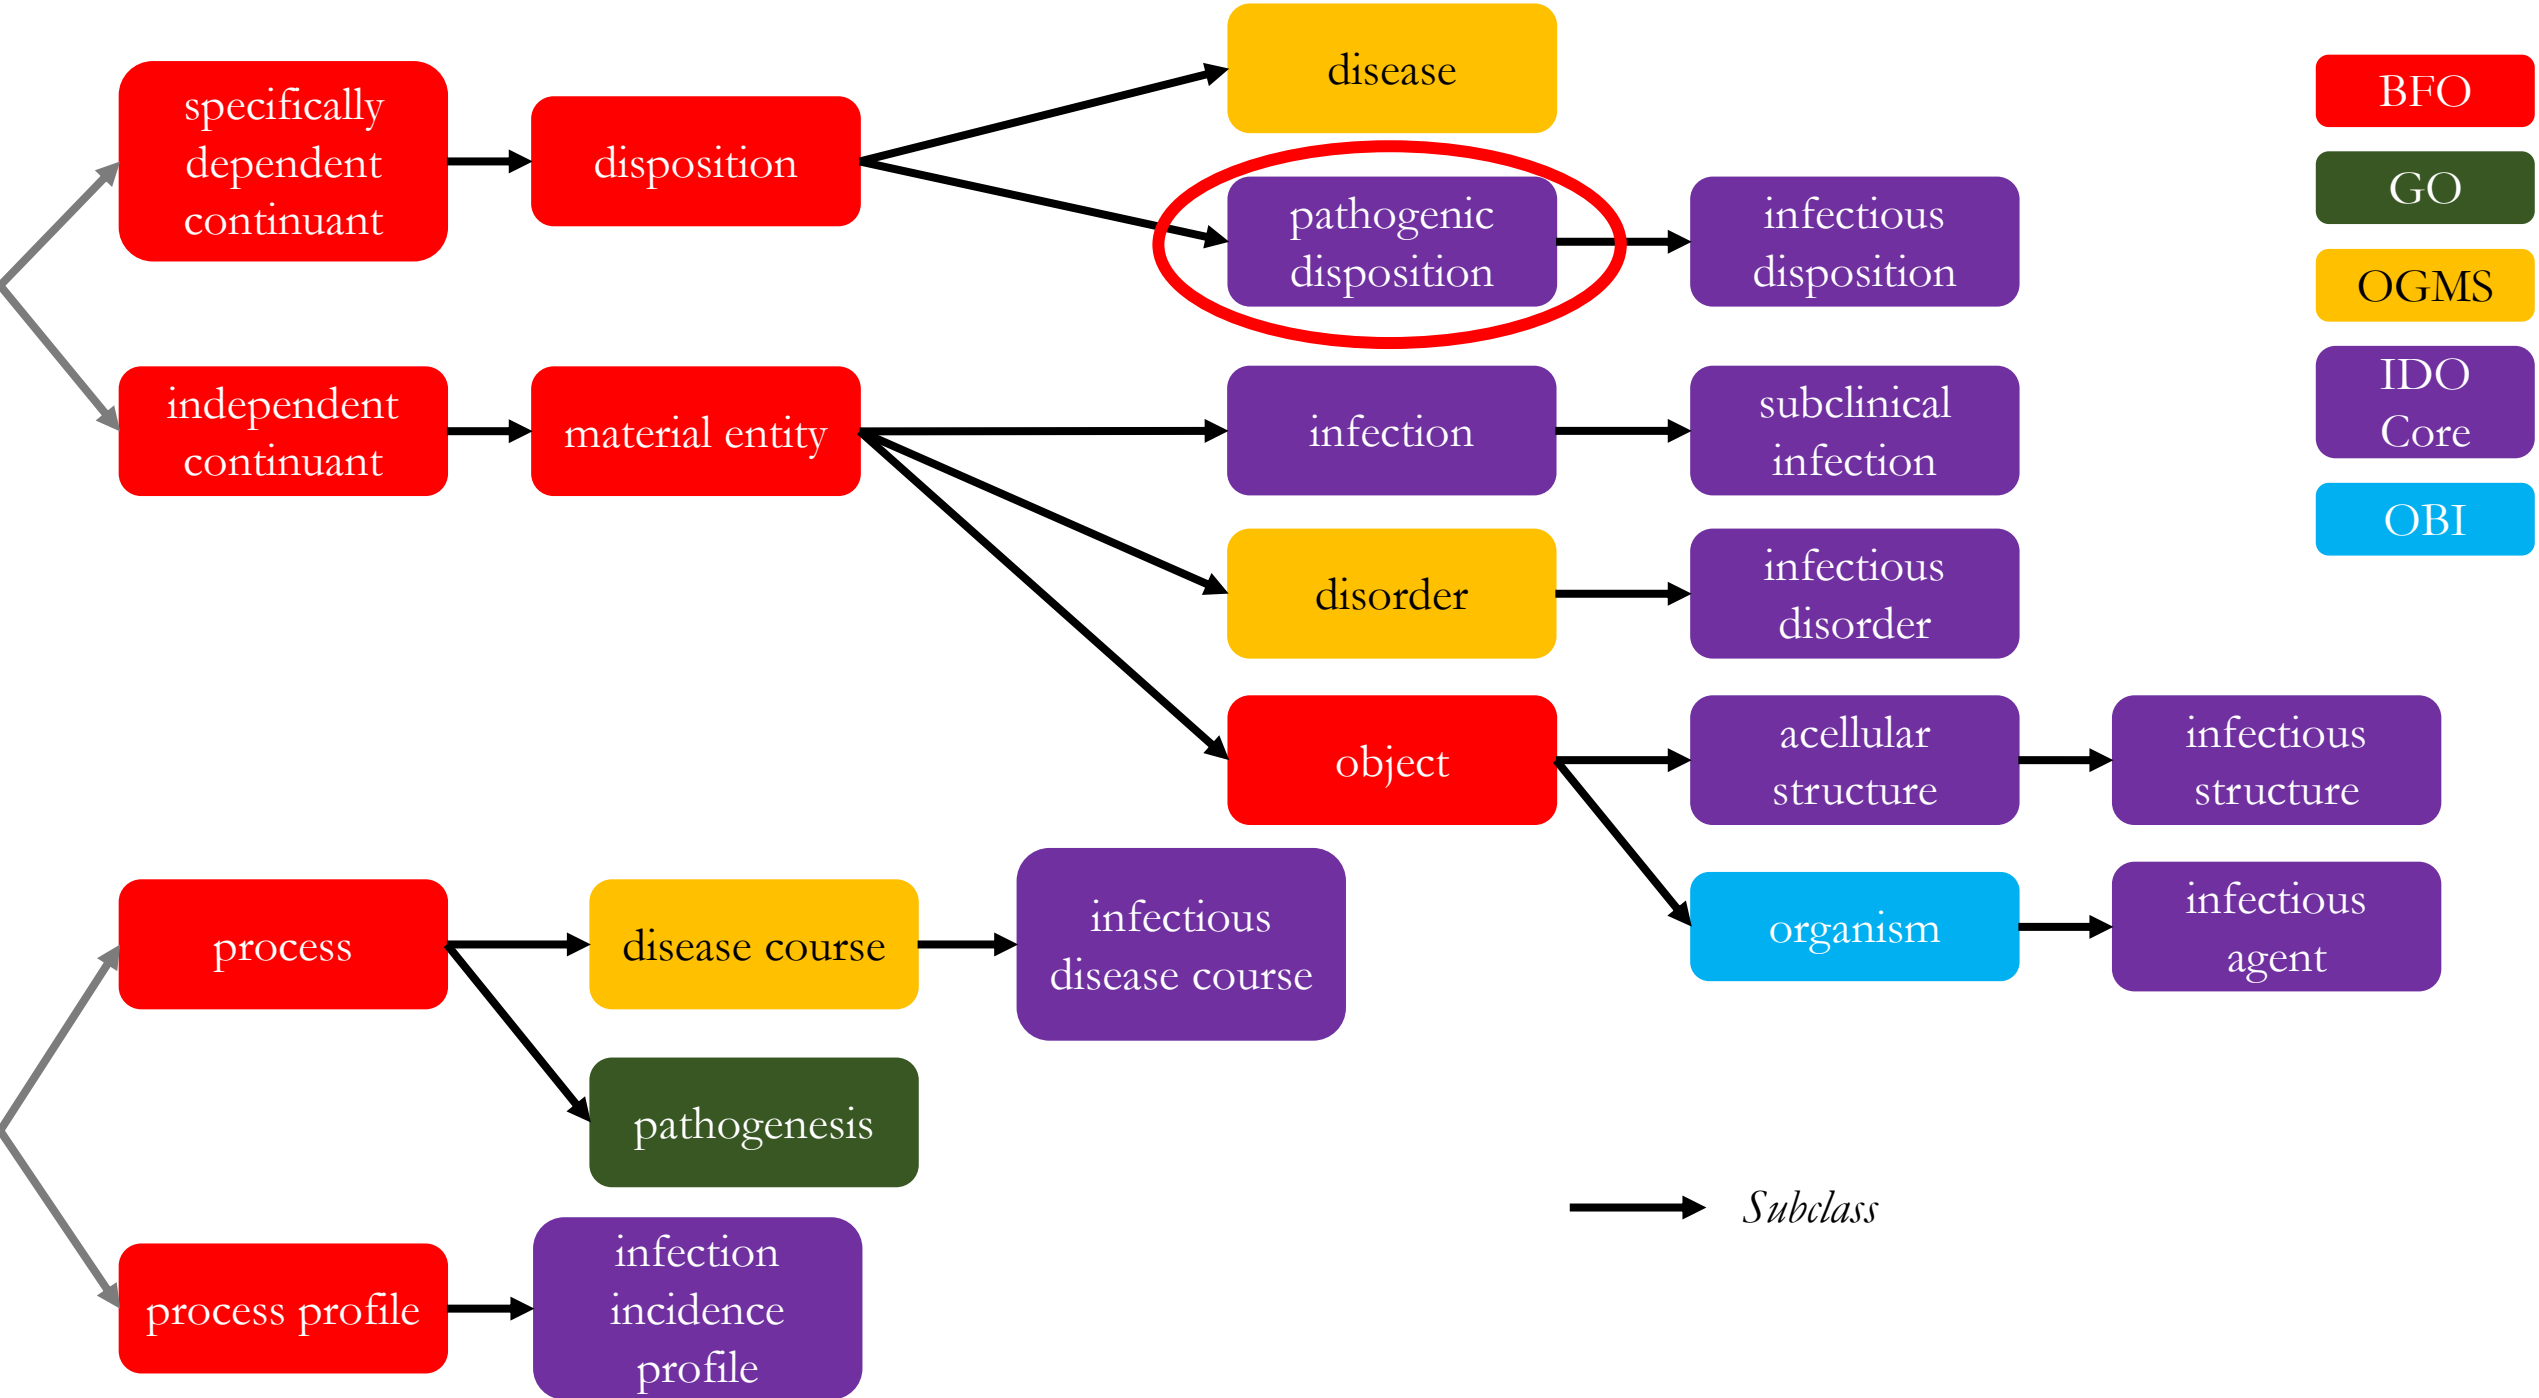 specifically
dependent
continuant
disposition
disease
pathogenic
disposition
infectious
disposition
independent
continuant
material entity
infection
subclinical
infection
disorder
infectious
disorder
object
acellular
structure
infectious
structure
organism
infectious
agent
process
disease course
infectious
disease course
pathogenesis
process profile
infection
incidence
profile
BFO
GO
OGMS
IDO
Core
OBI
Subclass